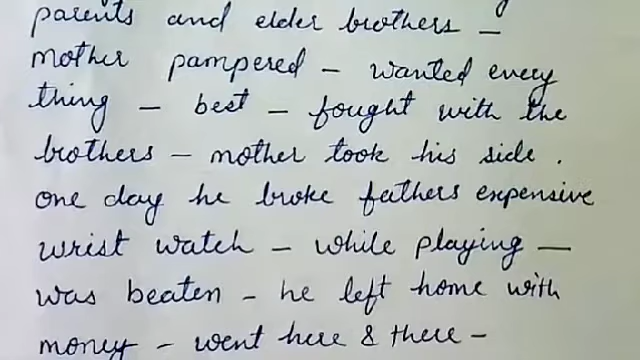 parents and elder brothers –
mother pampered – wanted every
thing – best – fought with the
brothers – mother took his side.
one day he broke fathers expensive
wrist watch – while playing —
was beaten – he left home with
money – went here & there –